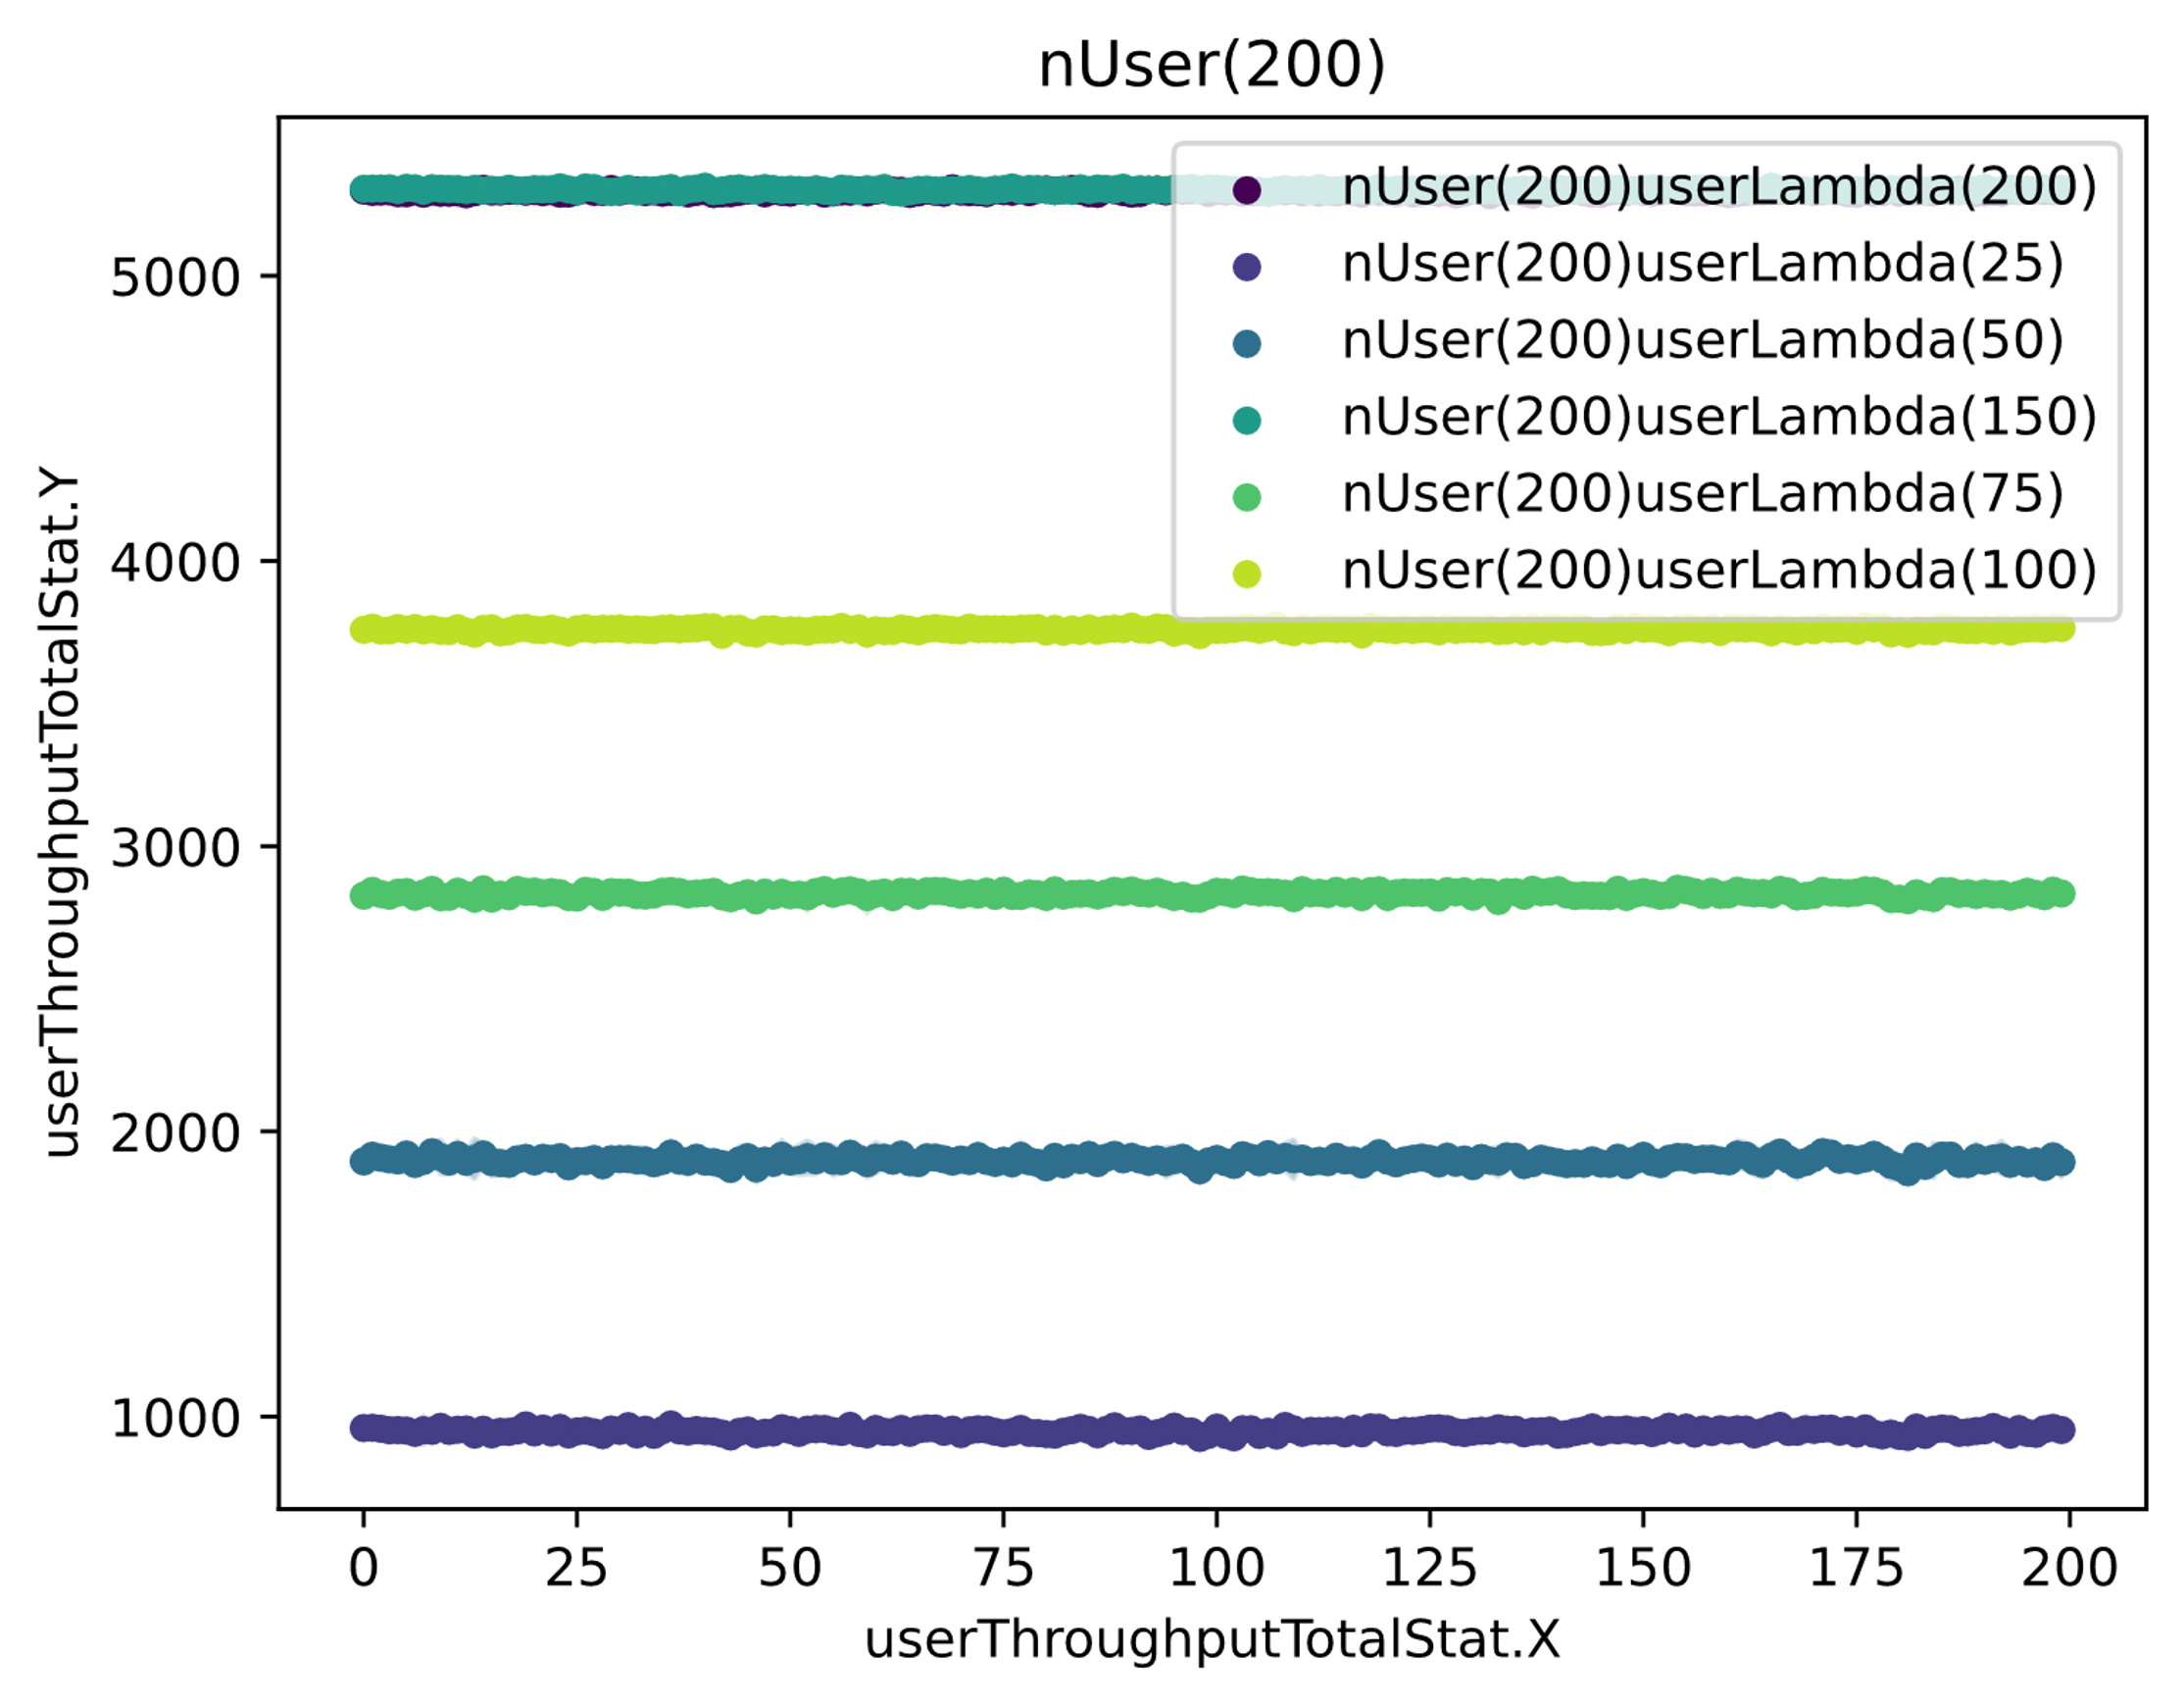 nUser(200)
userThroughputTotalStat.Y
5000
4000
3000
2000
1000
nUser(200)userLambda(200)
nUser(200)userLambda(25)
nUser(200)userLambda(50)
nUser(200)userLambda(150)
nUser(200)userLambda(75)
nUser(200)userLambda(100)
0 25 50 75 100 125 150 175 200
userThroughputTotalStat.X